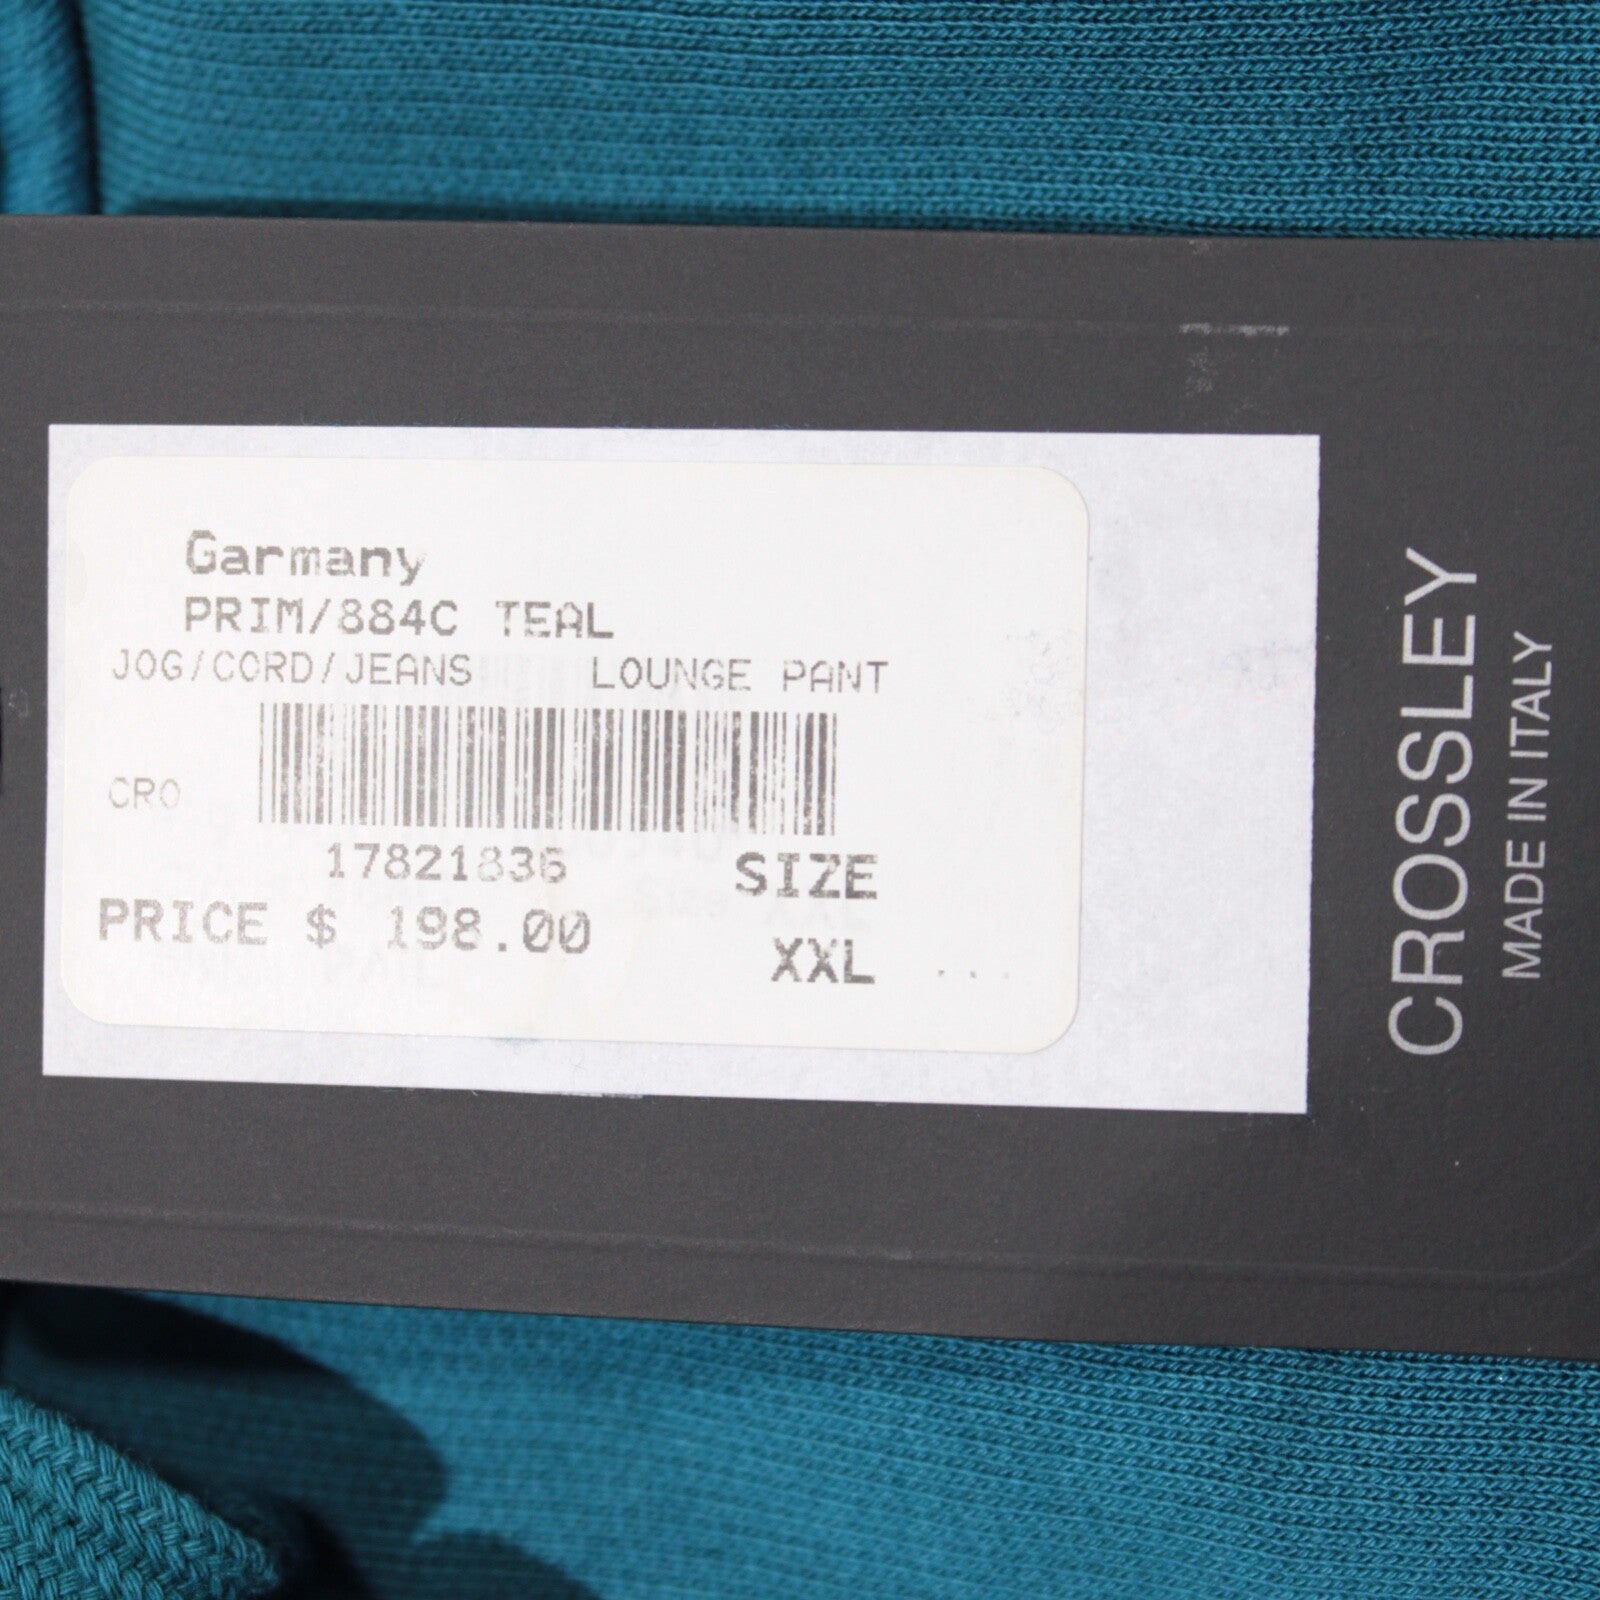 Garmany
PRIM/884C TEAL
JOG/CORD/JEANS LOUNGE PANT
CRO
17821836
SIZE
PRICE $ 198.00
XXL
CROSSLEY
MADE IN ITALY